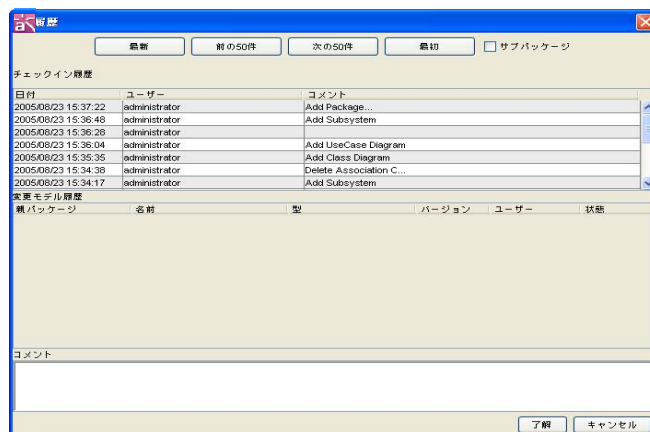 履歴
最新 前の50件 次の50件 最初 サブパッケージ
チェックイン履歴
日付 ユーザー コメント
2005/08/23 15:37:22 administrator Add Package...
2005/08/23 15:36:48 administrator Add Subsystem
2005/08/23 15:36:28 administrator
2005/08/23 15:36:04 administrator Add UseCase Diagram
2005/08/23 15:35:35 administrator Add Class Diagram
2005/08/23 15:34:38 administrator Delete Association C...
2005/08/23 15:34:17 administrator Add Subsystem
変更モデル履歴
親パッケージ 名前 型 バージョン ユーザー 状態
コメント
了解 キャンセル